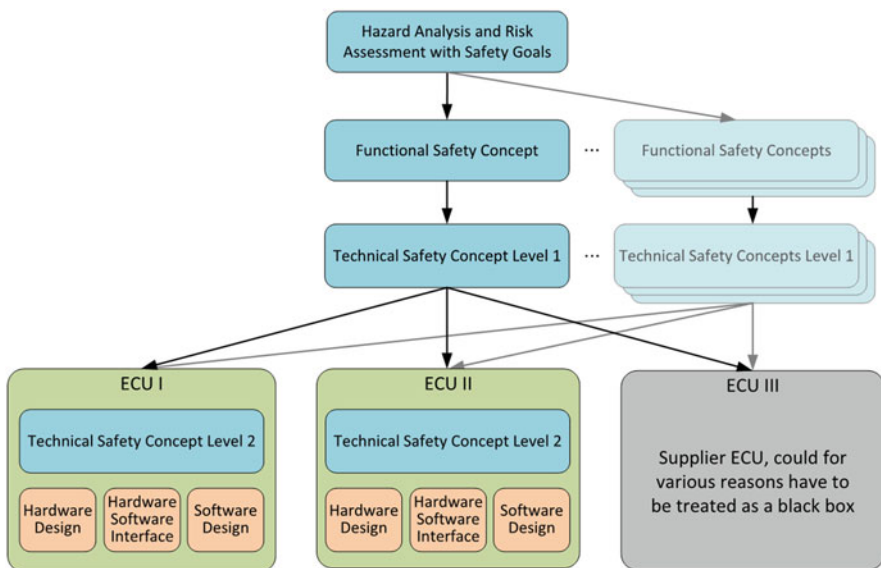 Hazard Analysis and Risk
Assessment with Safety Goals
Functional Safety Concept
...
Functional Safety Concepts
Technical Safety Concept Level 1
...
Technical Safety Concepts Level 1
ECU I
Technical Safety Concept Level 2
Hardware
Design
Hardware
Software
Interface
Software
Design
ECU II
Technical Safety Concept Level 2
Hardware
Design
Hardware
Software
Interface
Software
Design
ECU III
Supplier ECU, could for
various reasons have to
be treated as a black box